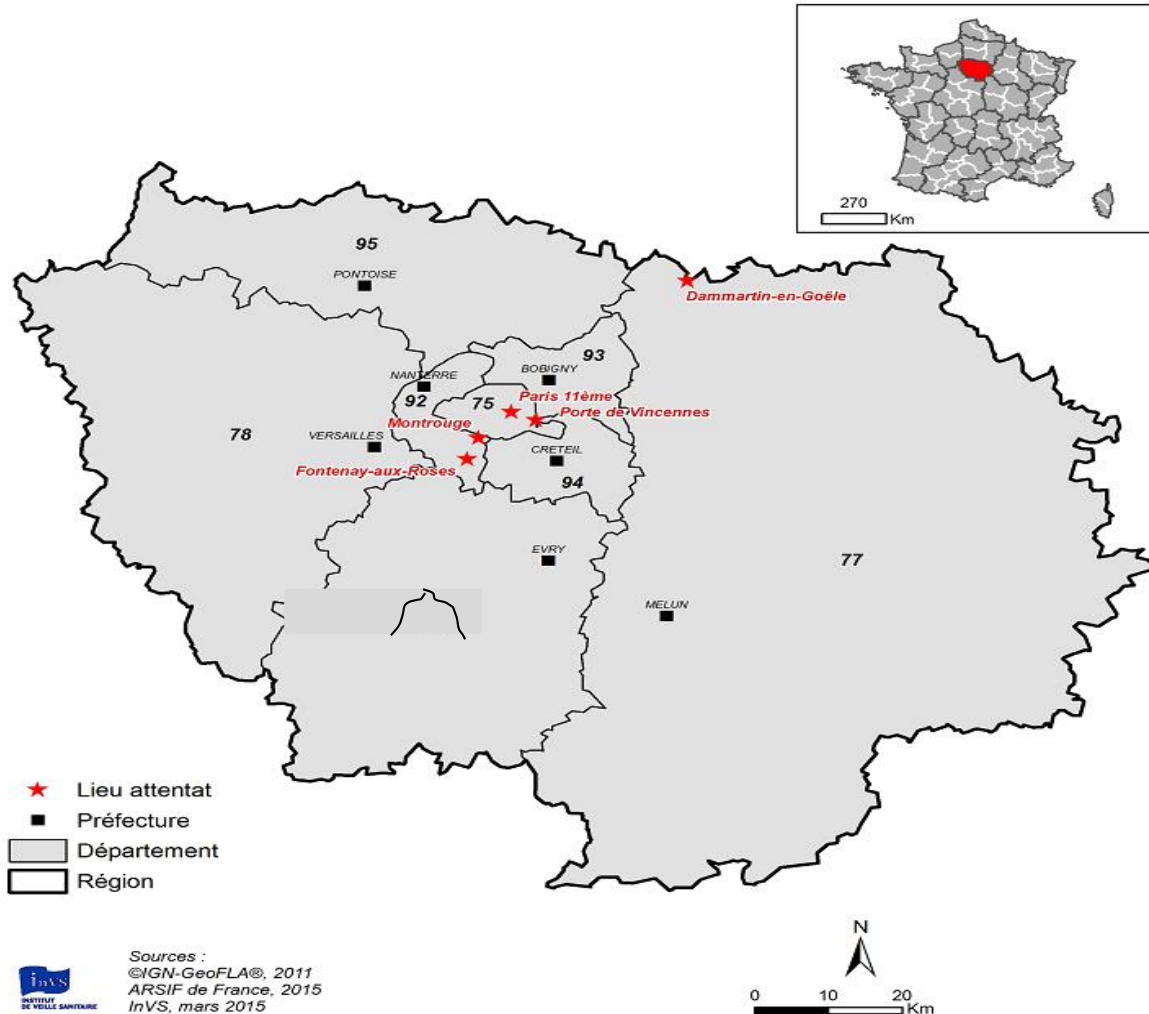 270
Km
95
PONTOISE
Dammartin-en-Goële
93
NANTERRE
BOBIGNY
92
75
Paris 11ème
Porte de Vincennes
Montrouge
78
VERSAILLES
CRETEIL
Fontenay-aux-Roses
94
EVRY
77
MELUN
Lieu attentat
Préfecture
Département
Région
N
Sources :
©IGN-GeoFLA®, 2011
ARSIF de France, 2015
InVS, mars 2015
InVS
INSTITUT
DE VEILLE SANITAIRE
0 10 20
Km